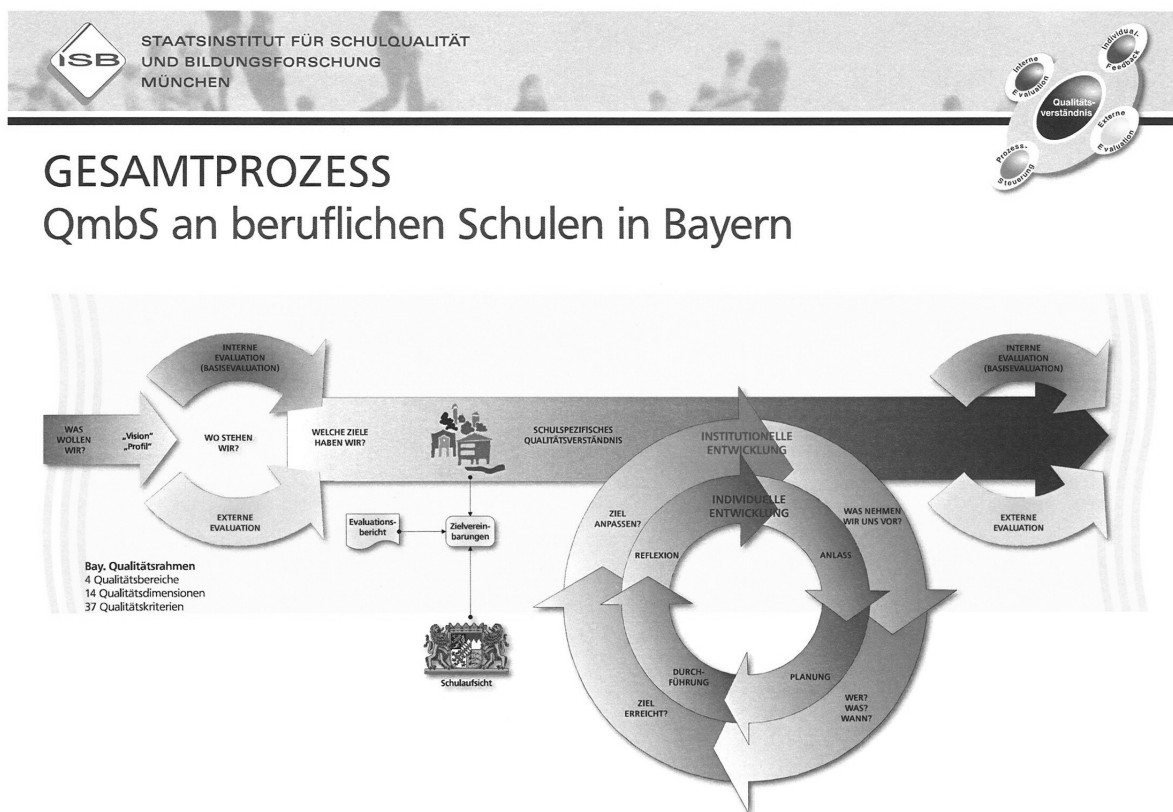 ISB
STAATSINSTITUT FÜR SCHULQUALITÄT
UND BILDUNGSFORSCHUNG
MÜNCHEN
Interne
Evaluation
Individual-
Feedback
Qualitäts-
verständnis
Externe
Evaluation
Prozess-
Steuerung
GESAMTPROZESS
QmbS an beruflichen Schulen in Bayern
WAS
WOLLEN
WIR?
„Vision“
„Profil“
INTERNE
EVALUATION
(BASISEVALUATION)
WO STEHEN
WIR?
EXTERNE
EVALUATION
WELCHE ZIELE
HABEN WIR?
SCHULSPEZIFISCHES
QUALITÄTSVERSTÄNDNIS
Evaluations-
bericht
Zielverein-
barungen
Schulaufsicht
Bay. Qualitätsrahmen
4 Qualitätsbereiche
14 Qualitätsdimensionen
37 Qualitätskriterien
INSTITUTIONELLE
ENTWICKLUNG
INDIVIDUELLE
ENTWICKLUNG
ZIEL
ANPASSEN?
WAS NEHMEN
WIR UNS VOR?
REFLEXION
ANLASS
DURCH-
FÜHRUNG
PLANUNG
ZIEL
ERREICHT?
WER?
WAS?
WANN?
INTERNE
EVALUATION
(BASISEVALUATION)
EXTERNE
EVALUATION